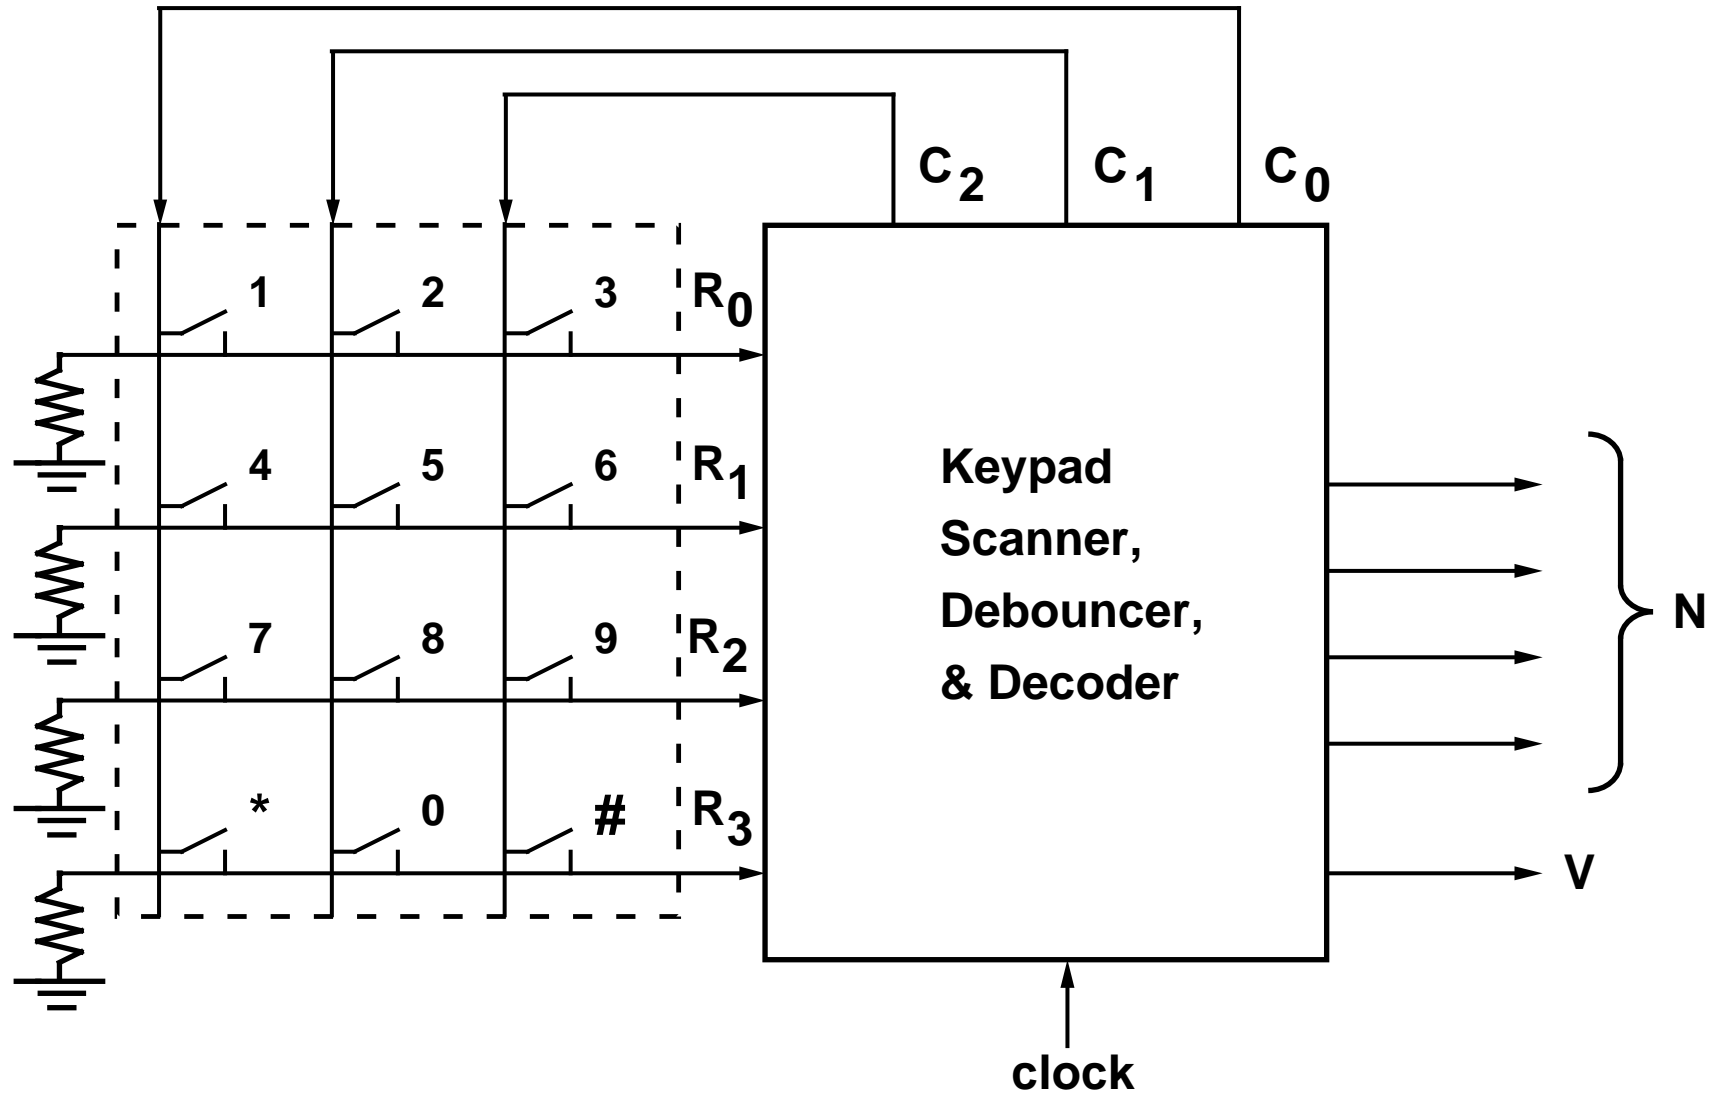 C2 C1 C0
1 2 3 R0
4 5 6 R1
7 8 9 R2
* 0 # R3
Keypad
Scanner,
Debouncer,
& Decoder
N
V
clock